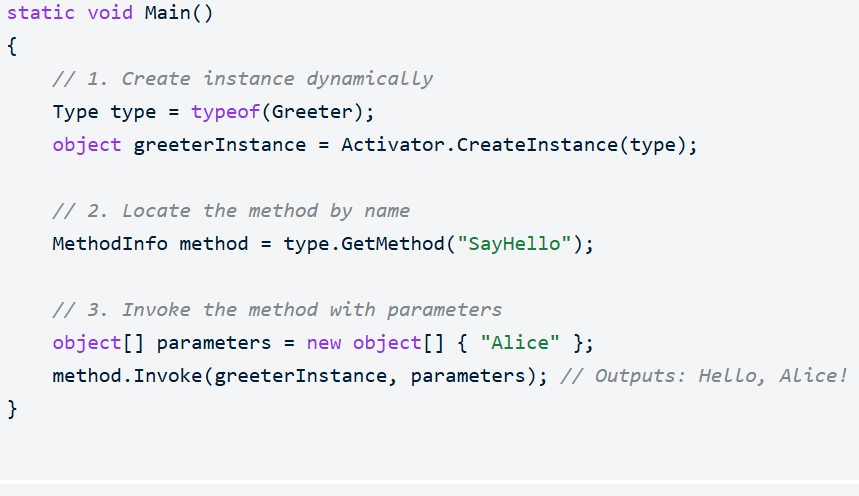 static void Main()
{
    // 1. Create instance dynamically
    Type type = typeof(Greeter);
    object greeterInstance = Activator.CreateInstance(type);
    // 2. Locate the method by name
    MethodInfo method = type.GetMethod("SayHello");
    // 3. Invoke the method with parameters
    object[] parameters = new object[] { "Alice" };
    method.Invoke(greeterInstance, parameters); // Outputs: Hello, Alice!
}